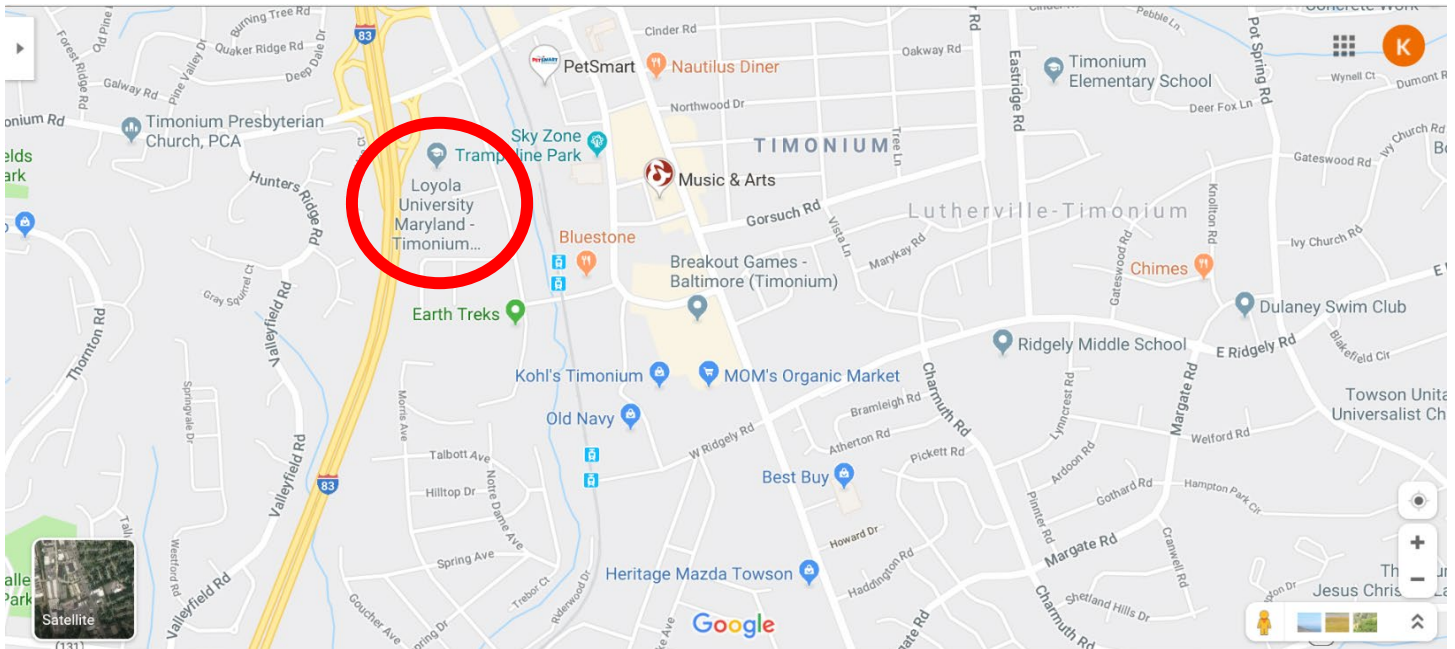 Burning Tree Rd
Old Pine
Forest Ridge Rd
Quaker Ridge Rd
Deep Dale Dr
Galway Rd
Pine Valley Dr
83
Cinder Rd
PETSMART
PetSmart
Nautilus Diner
Oakway Rd
Northwood Dr
Eastridge Rd
Timonium
Elementary School
Pebble Ln
Pot Spring Rd
Concrete Work
K
Wynell Ct
Dumont R
Deer Fox Ln
onium Rd
Timonium Presbyterian
Church, PCA
elds
ark
Hunters Ridge Rd
Loyola
University
Maryland -
Timonium...
Sky Zone
Trampoline Park
TIMONIUM
Tree Ln
Music & Arts
Gorsuch Rd
Vista Ln
Marykay Rd
Lutherville-Timonium
Gateswood Rd
Ivy Church Rd
Knollton Rd
Gateswood Rd
Ivy Church Rd
Bluestone
Breakout Games -
Baltimore (Timonium)
Chimes
Gray Squirrel Ct
Valleyfield Rd
Thornton Rd
Earth Treks
Dulaney Swim Club
Ridgely Middle School
E Ridgely Rd
Blakefield Cir
Kohl's Timonium
MOM's Organic Market
Springvale Dr
Morris Ave
Old Navy
Bramleigh Rd
Charmuth Rd
Lynncrest Rd
Margate Rd
Towson Unita
Universalist Ch
W Ridgely Rd
Atherton Rd
Pickett Rd
Welford Rd
Talbott Ave
Ardoon Rd
Valleyfield Rd
83
Hilltop Dr
Notre Dame Ave
Best Buy
Gothard Rd
Hampton Park Cir
Pinnter Rd
Howard Dr
Margate Rd
Cranwell Rd
Westford Rd
Spring Ave
Heritage Mazda Towson
Haddington Rd
Trebor Ct
Ryderwood Dr
Goucher Ave
Valleyfield Rd
Shetland Hills Dr
Charmuth Rd
Jesus Chris
alle
Park
Satellite
(131)
Google
+
−